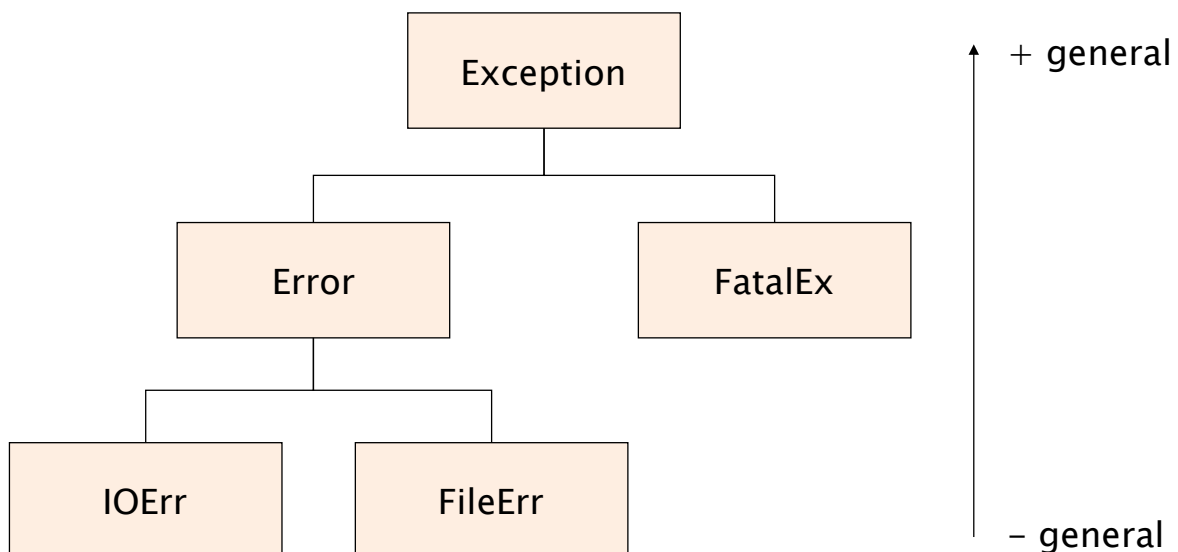 Exception
+ general
Error
FatalEx
IOErr
FileErr
– general